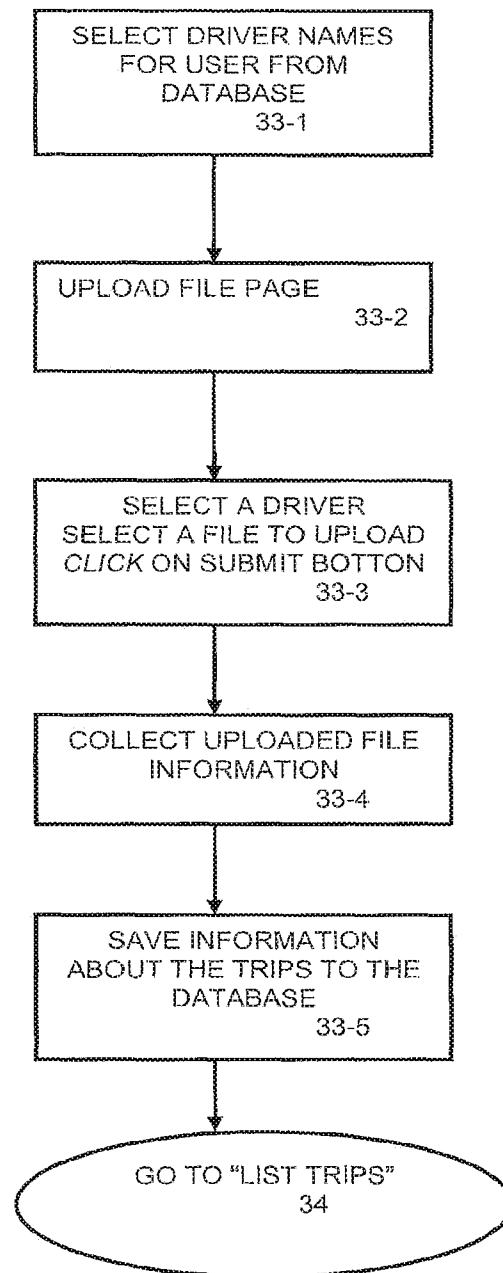 SELECT DRIVER NAMES
FOR USER FROM
DATABASE
33-1
UPLOAD FILE PAGE
33-2
SELECT A DRIVER
SELECT A FILE TO UPLOAD
CLICK ON SUBMIT BOTTON
33-3
COLLECT UPLOADED FILE
INFORMATION
33-4
SAVE INFORMATION
ABOUT THE TRIPS TO THE
DATABASE
33-5
GO TO “LIST TRIPS”
34